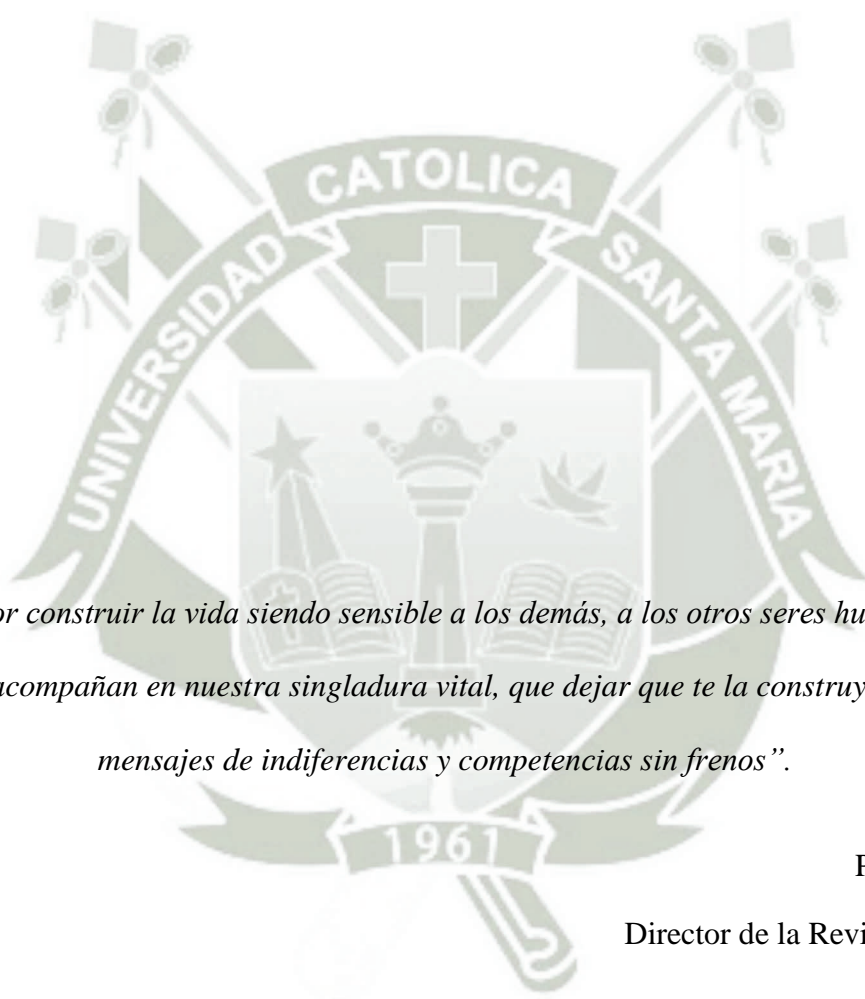 CATOLICA
UNIVERSIDAD
SANTA MARIA
or construir la vida siendo sensible a los demás, a los otros seres hu
acompañan en nuestra singladura vital, que dejar que te la construy
mensajes de indiferencias y competencias sin frenos”.
1961
Director de la Revi